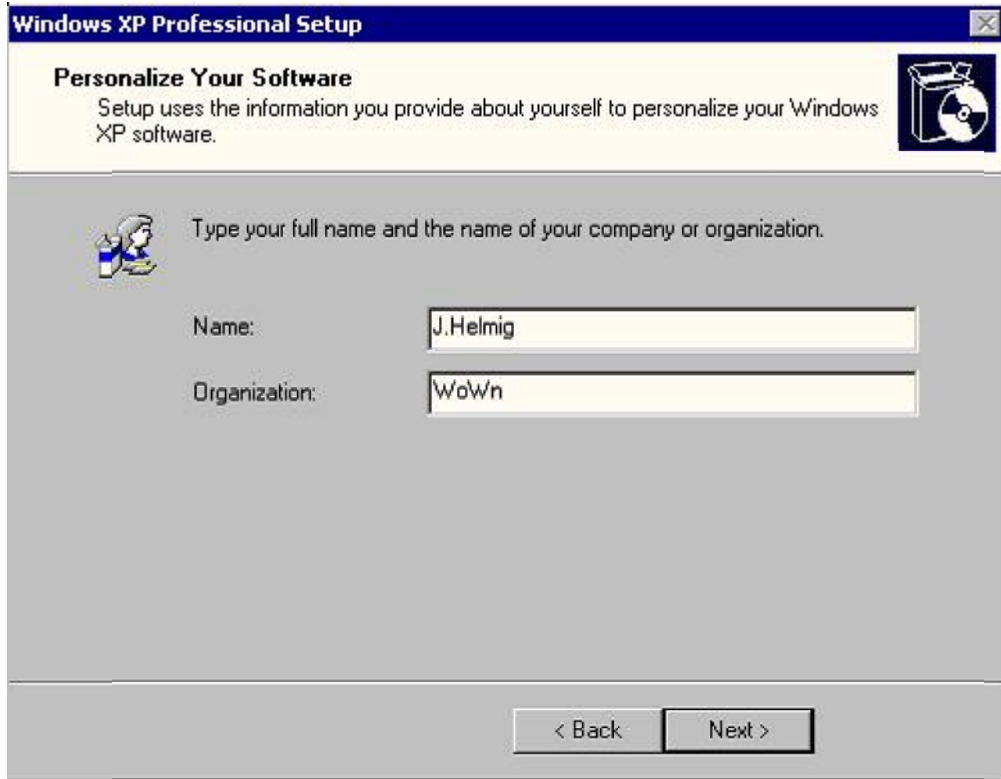 Windows XP Professional Setup
Personalize Your Software
Setup uses the information you provide about yourself to personalize your Windows
XP software.
Type your full name and the name of your company or organization.
Name: J.Helmig
Organization: WoWn
< Back Next >